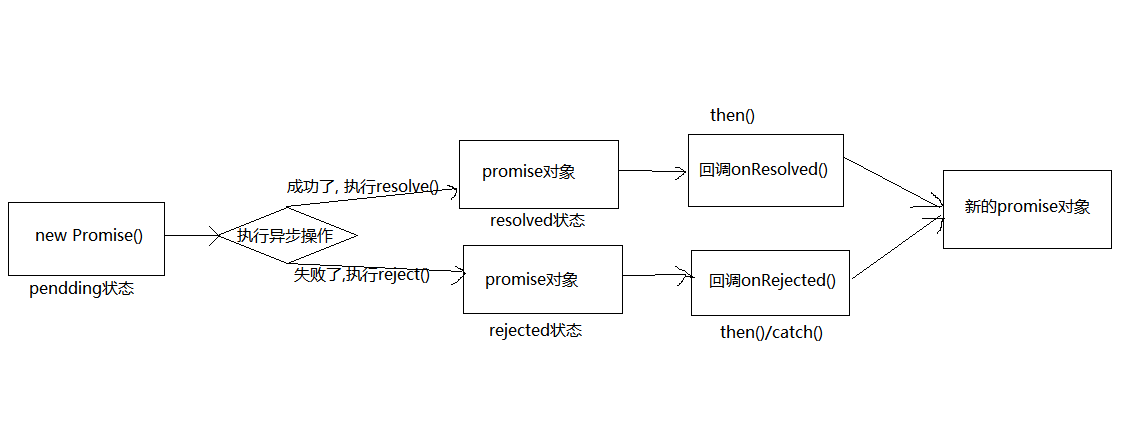 new Promise()
pendding状态
执行异步操作
成功了, 执行resolve()
失败了,执行reject()
promise对象
resolved状态
promise对象
rejected状态
then()
回调onResolved()
回调onRejected()
then()/catch()
新的promise对象